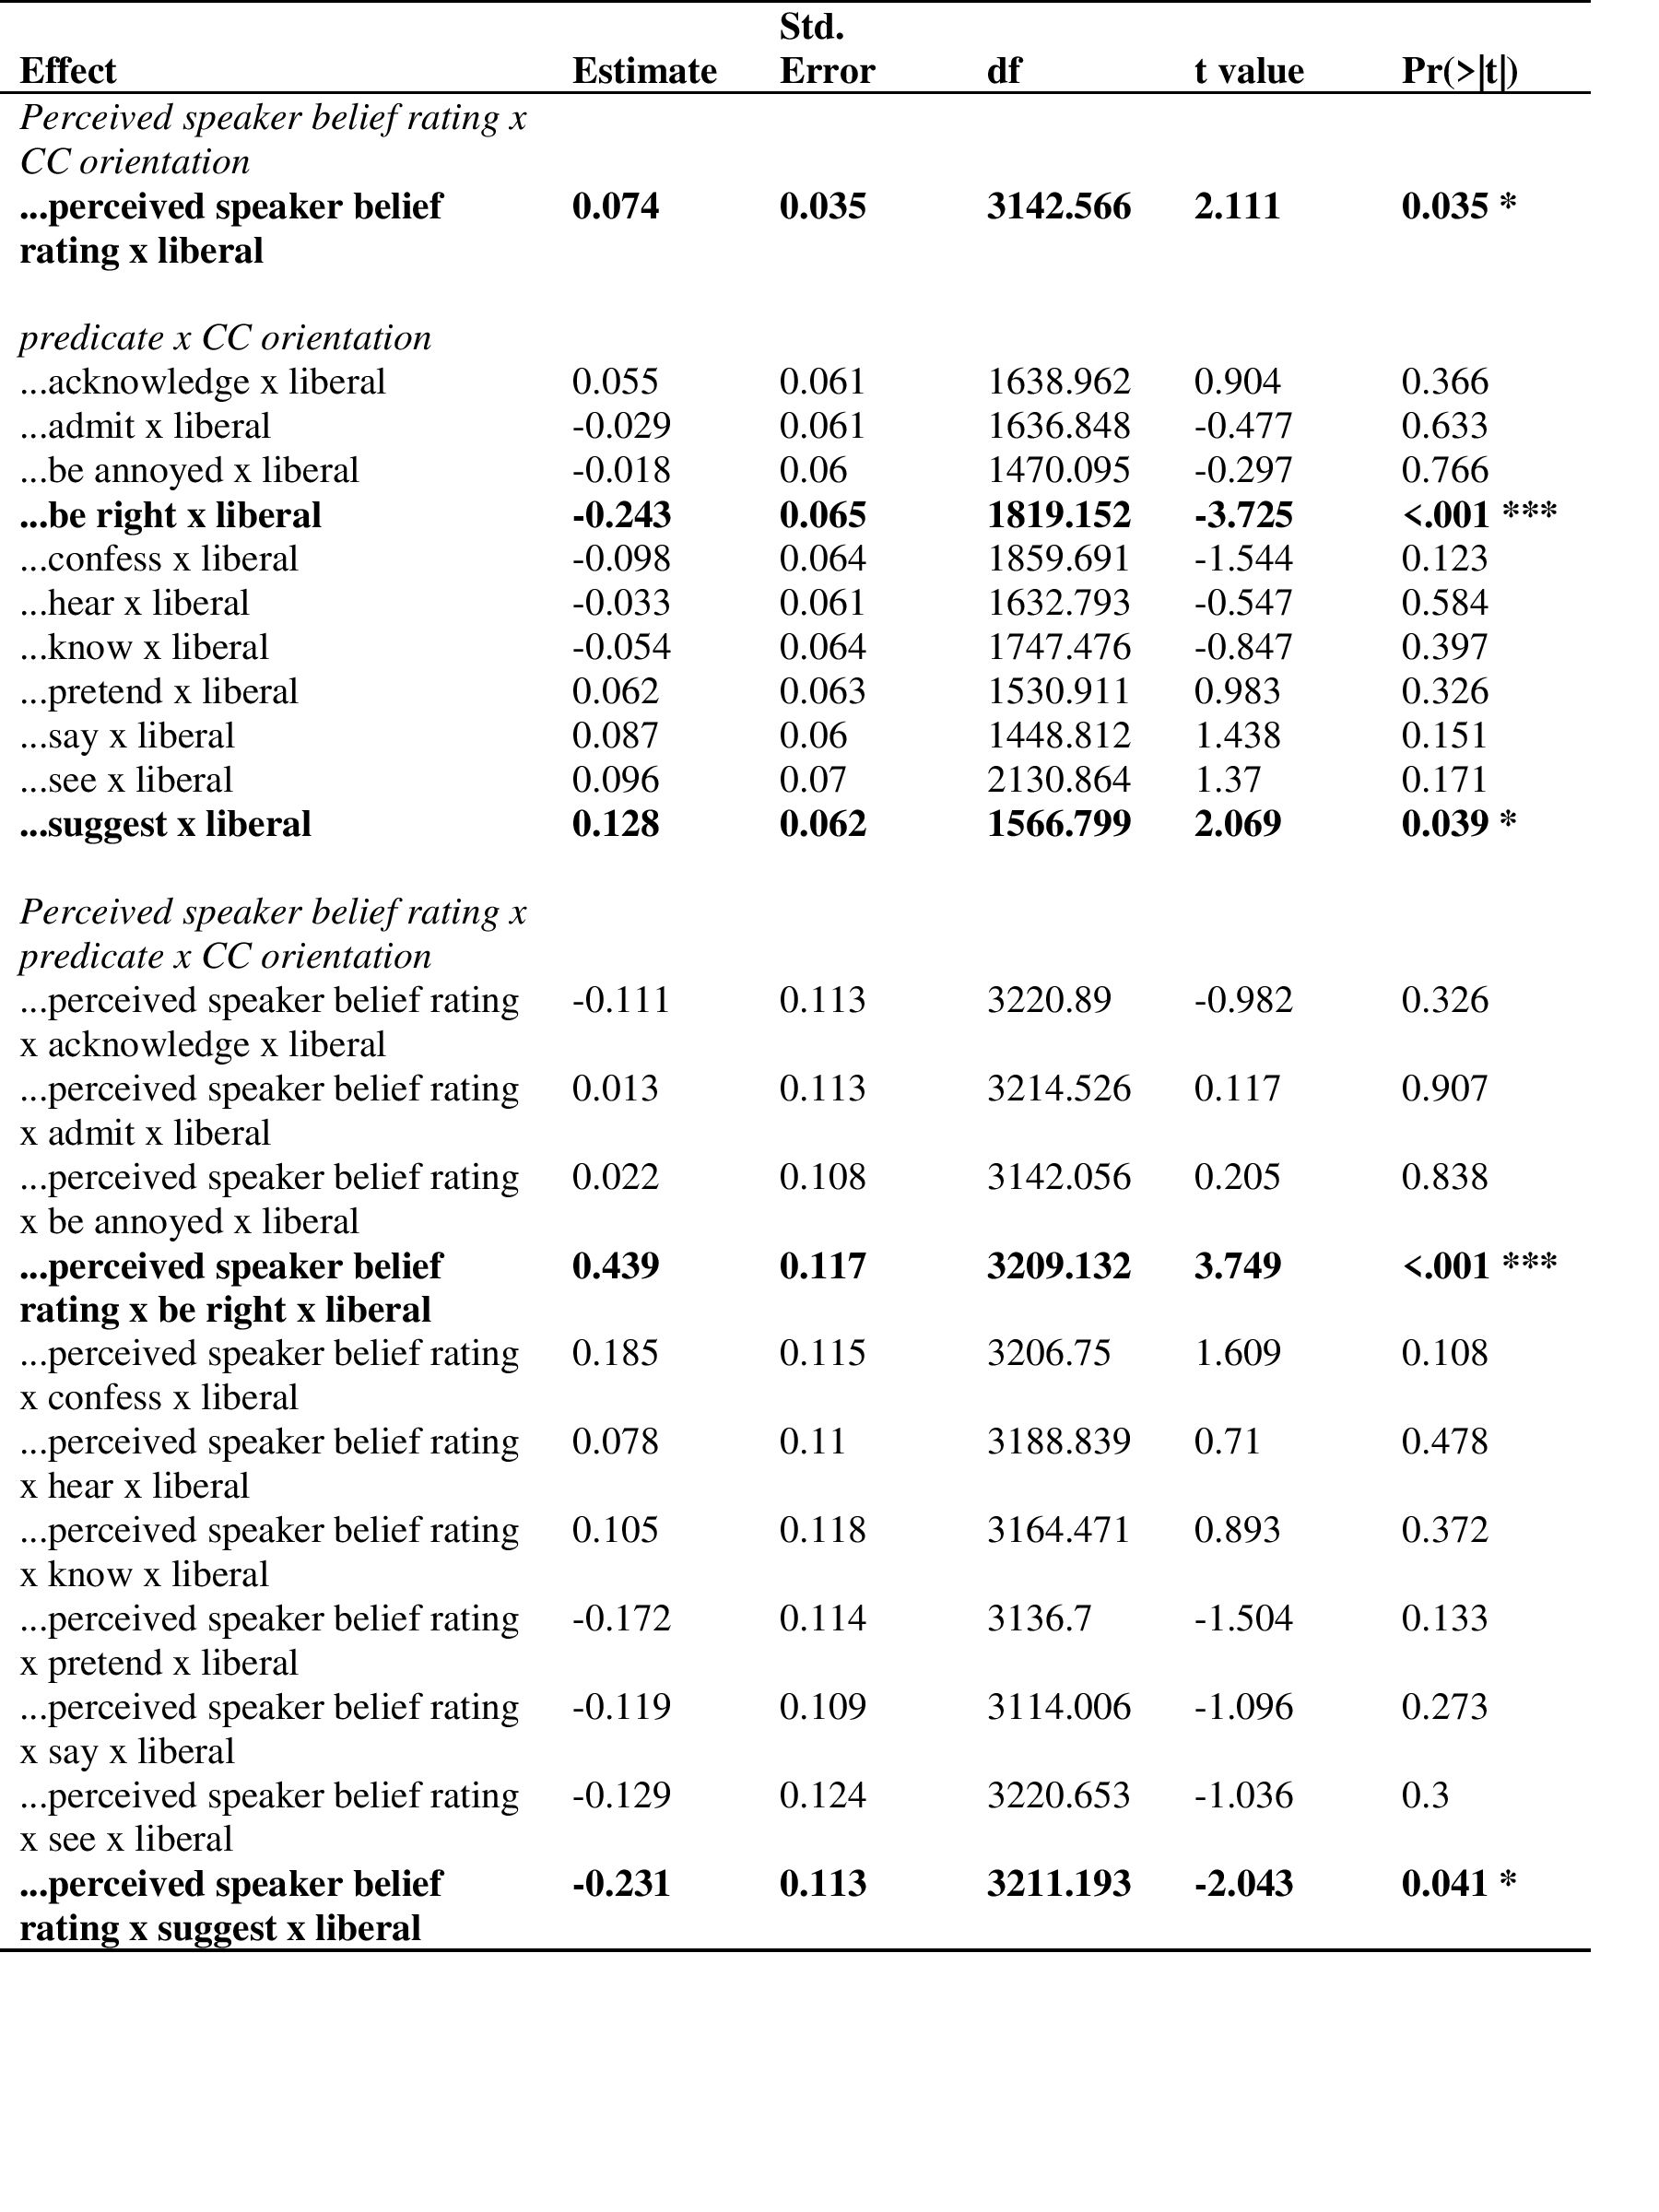 Std.
Effect Estimate Error df t value Pr(>|t|)
Perceived speaker belief rating x
CC orientation
...perceived speaker belief 0.074 0.035 3142.566 2.111 0.035 *
rating x liberal
predicate x CC orientation
...acknowledge x liberal 0.055 0.061 1638.962 0.904 0.366
...admit x liberal -0.029 0.061 1636.848 -0.477 0.633
...be annoyed x liberal -0.018 0.06 1470.095 -0.297 0.766
...be right x liberal -0.243 0.065 1819.152 -3.725 <.001 ***
...confess x liberal -0.098 0.064 1859.691 -1.544 0.123
...hear x liberal -0.033 0.061 1632.793 -0.547 0.584
...know x liberal -0.054 0.064 1747.476 -0.847 0.397
...pretend x liberal 0.062 0.063 1530.911 0.983 0.326
...say x liberal 0.087 0.06 1448.812 1.438 0.151
...see x liberal 0.096 0.07 2130.864 1.37 0.171
...suggest x liberal 0.128 0.062 1566.799 2.069 0.039 *
Perceived speaker belief rating x
predicate x CC orientation
...perceived speaker belief rating -0.111 0.113 3220.89 -0.982 0.326
x acknowledge x liberal
...perceived speaker belief rating 0.013 0.113 3214.526 0.117 0.907
x admit x liberal
...perceived speaker belief rating 0.022 0.108 3142.056 0.205 0.838
x be annoyed x liberal
...perceived speaker belief 0.439 0.117 3209.132 3.749 <.001 ***
rating x be right x liberal
...perceived speaker belief rating 0.185 0.115 3206.75 1.609 0.108
x confess x liberal
...perceived speaker belief rating 0.078 0.11 3188.839 0.71 0.478
x hear x liberal
...perceived speaker belief rating 0.105 0.118 3164.471 0.893 0.372
x know x liberal
...perceived speaker belief rating -0.172 0.114 3136.7 -1.504 0.133
x pretend x liberal
...perceived speaker belief rating -0.119 0.109 3114.006 -1.096 0.273
x say x liberal
...perceived speaker belief rating -0.129 0.124 3220.653 -1.036 0.3
x see x liberal
...perceived speaker belief -0.231 0.113 3211.193 -2.043 0.041 *
rating x suggest x liberal